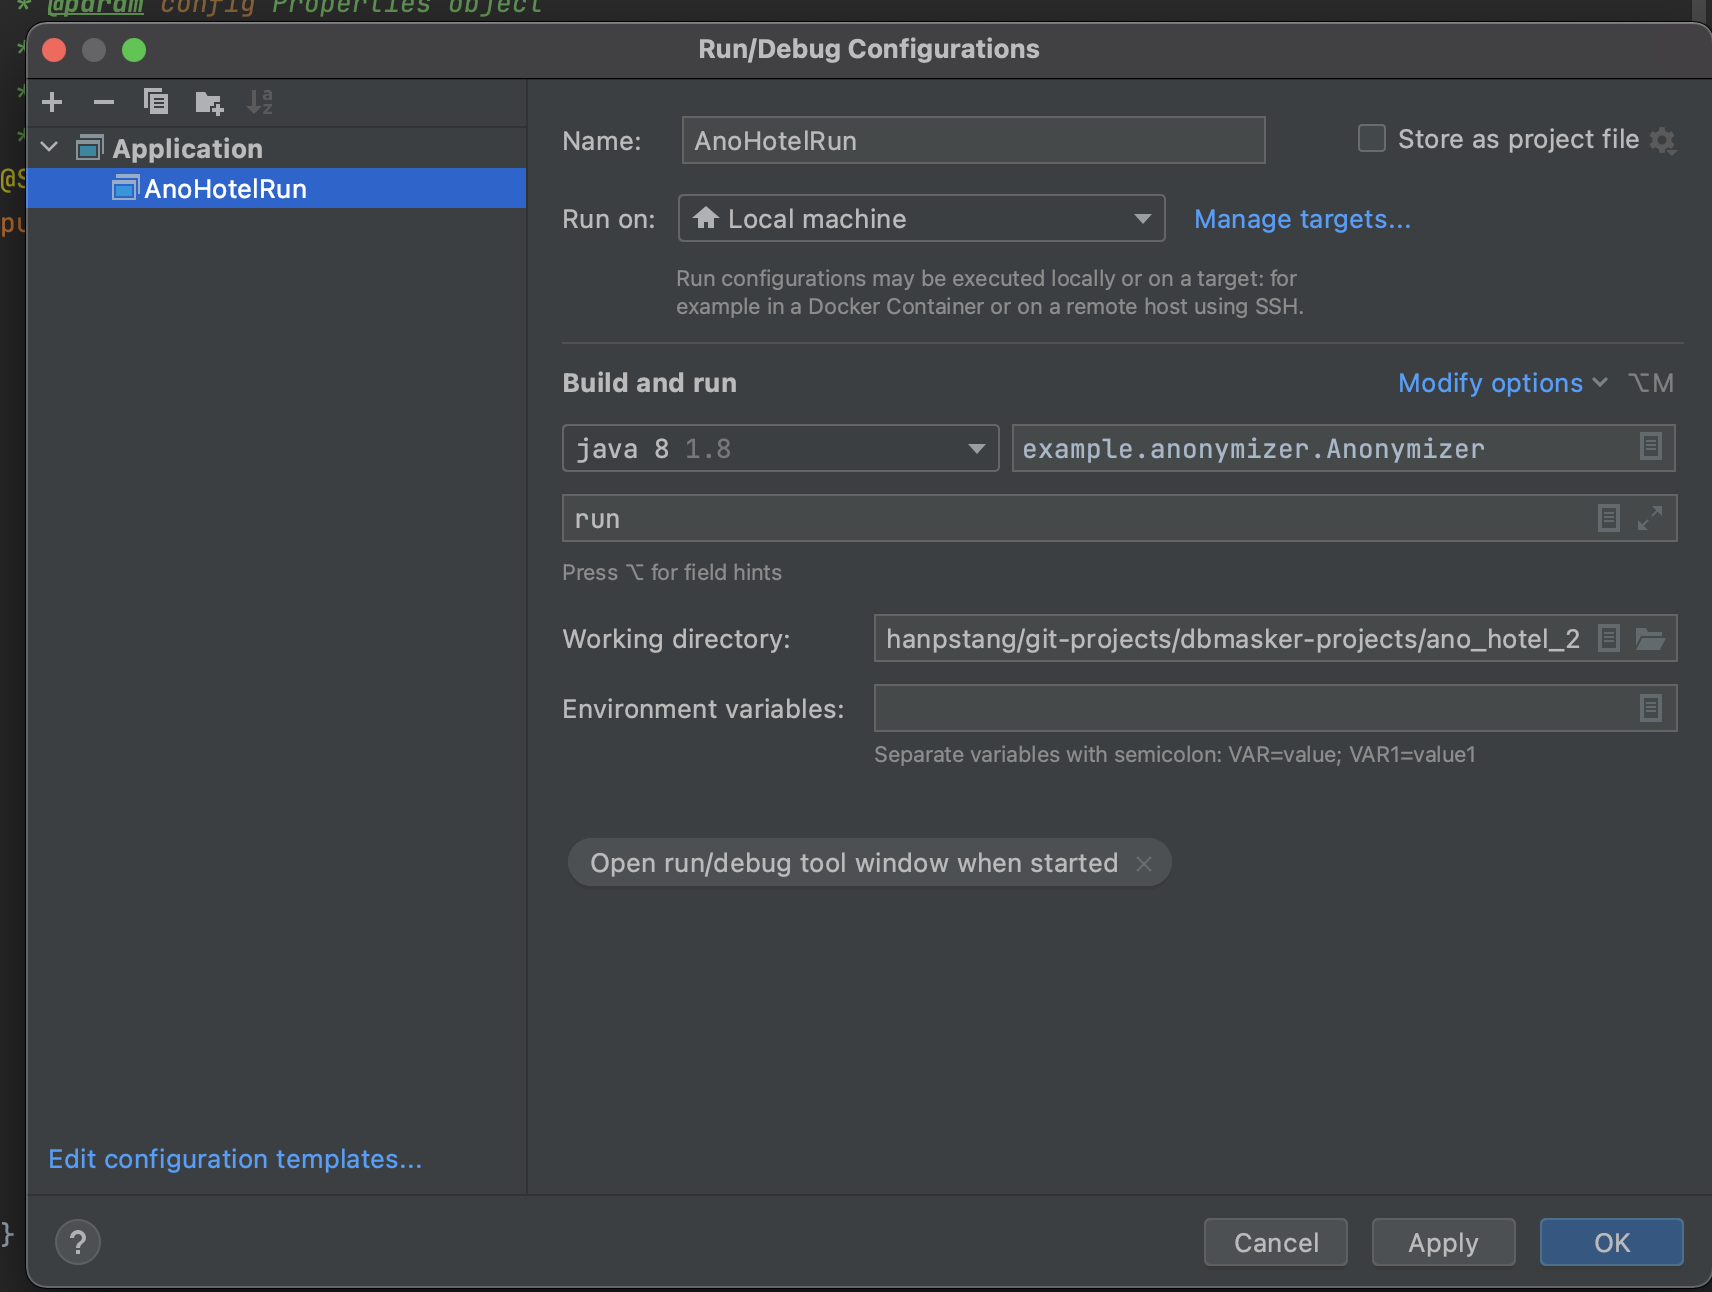 * @param config Properties object
*
*
*
@S
pu
}
Run/Debug Configurations
Application
AnoHotelRun
Edit configuration templates...
Name: AnoHotelRun Store as project file
Run on: Local machine Manage targets...
Run configurations may be executed locally or on a target: for
example in a Docker Container or on a remote host using SSH.
Build and run Modify options ⌥M
java 8 1.8 example.anonymizer.Anonymizer
run
Press ⌥ for field hints
Working directory: hanpstang/git-projects/dbmasker-projects/ano_hotel_2
Environment variables:
Separate variables with semicolon: VAR=value; VAR1=value1
Open run/debug tool window when started ×
? Cancel Apply OK